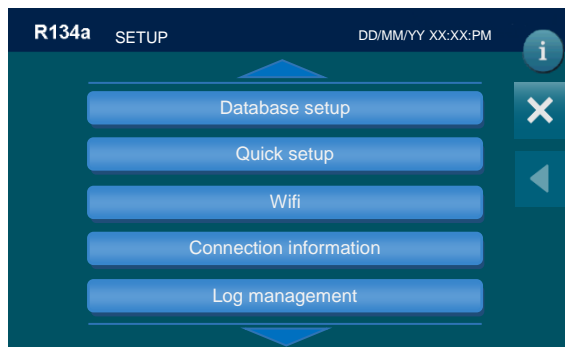 R134a SETUP DD/MM/YY XX:XX:PM
i
Database setup
Quick setup
Wifi
Connection information
Log management